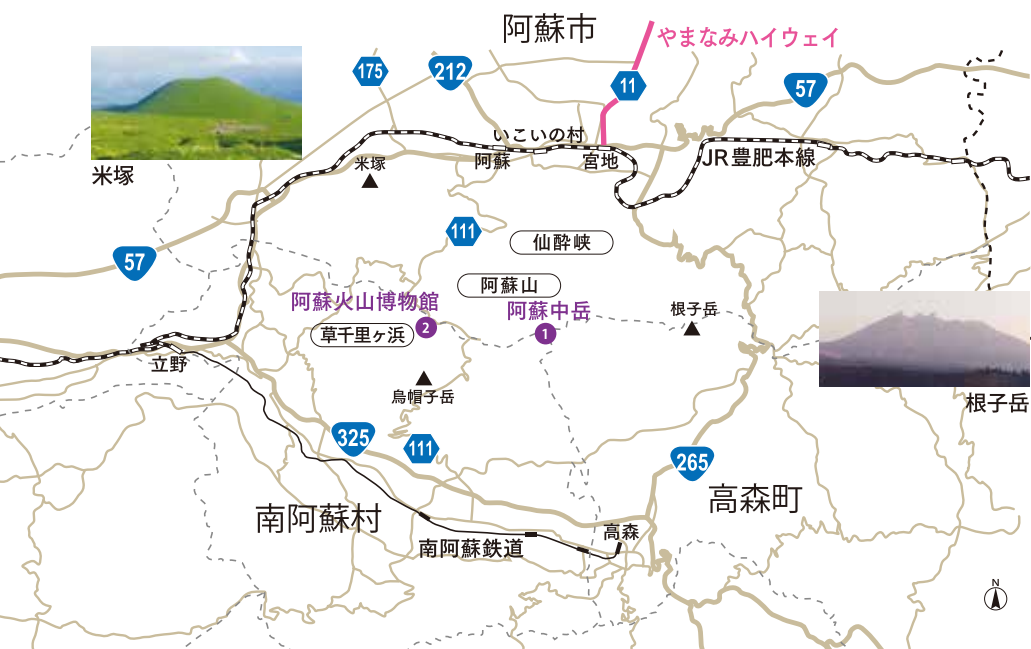 阿蘇市
やまなみハイウェイ
175
212
11
57
いこいの村
米塚
阿蘇
宮地
JR豊肥本線
米塚
111
仙酔峡
57
阿蘇山
阿蘇火山博物館
阿蘇中岳
根子岳
2
草千里ヶ浜
1
立野
烏帽子岳
根子岳
325
111
265
高森町
南阿蘇村
高森
南阿蘇鉄道
N